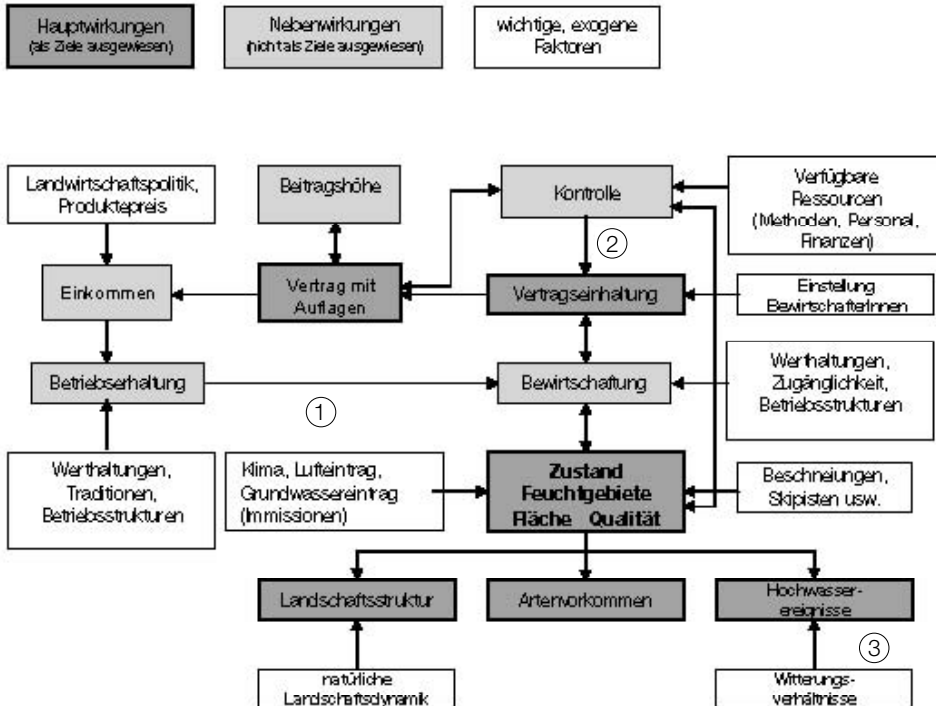 Hauptwirkungen
(als Ziele ausgewiesen)
Nebenwirkungen
(nicht als Ziele ausgewiesen)
wichtige, exogene
Faktoren
Landwirtschaftspolitik,
Produktepreis
Beitragshöhe
Kontrolle
Verfügbare
Ressourcen
(Methoden, Personal,
Finanzen)
②
Einkommen
Vertrag mit
Auflagen
Vertragseinhaltung
Einstellung
BewirtschafterInnen
Betriebserhaltung
Bewirtschaftung
Werthaltungen,
Zugänglichkeit,
Betriebsstrukturen
①
Werthaltungen,
Traditionen,
Betriebsstrukturen
Klima, Lufteintrag,
Grundwassereintrag
(Immissionen)
Zustand
Feuchtgebiete
Fläche Qualität
Beschneiungen,
Skipisten usw.
Landschaftsstruktur
Artenvorkommen
Hochwasser-
ereignisse
③
natürliche
Landschaftsdynamik
Witterungs-
verhältnisse